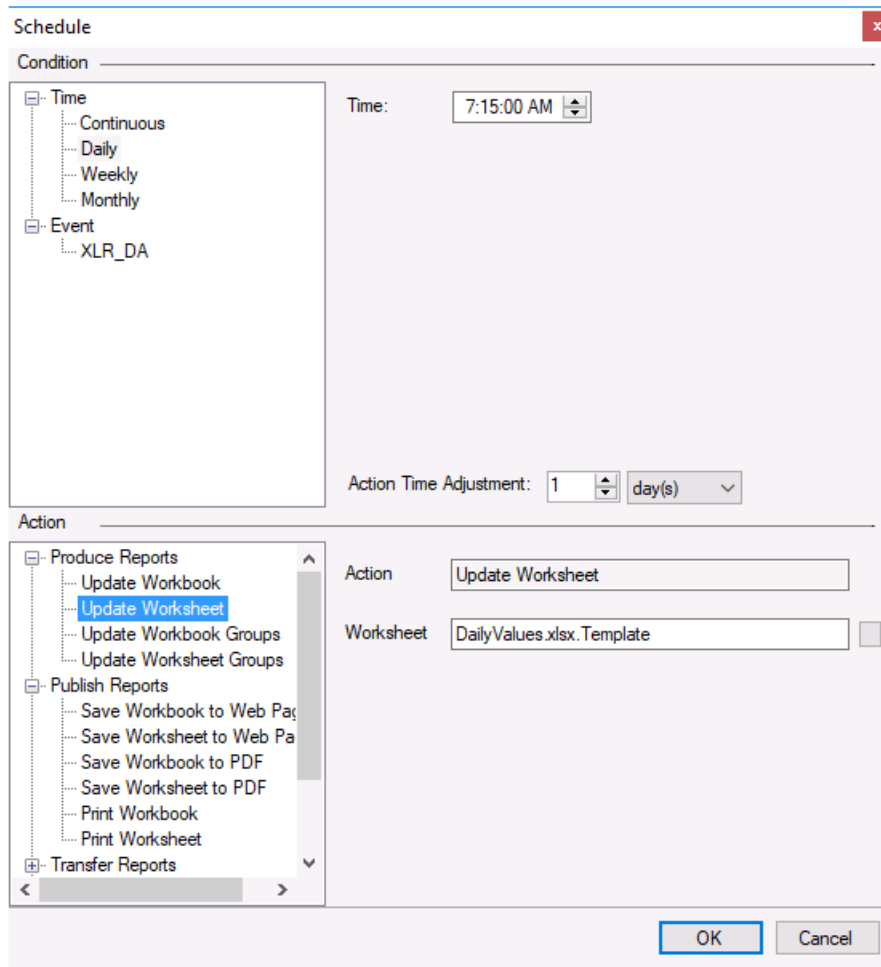 Schedule
x
Condition
Time
Continuous
Daily
Weekly
Monthly
Event
XLR_DA
Time: 7:15:00 AM
Action Time Adjustment: 1 day(s)
Action
Produce Reports
Update Workbook
Update Worksheet
Update Workbook Groups
Update Worksheet Groups
Publish Reports
Save Workbook to Web Pag
Save Worksheet to Web Pa
Save Workbook to PDF
Save Worksheet to PDF
Print Workbook
Print Worksheet
Transfer Reports
Action Update Worksheet
Worksheet DailyValues.xlsx.Template
OK Cancel